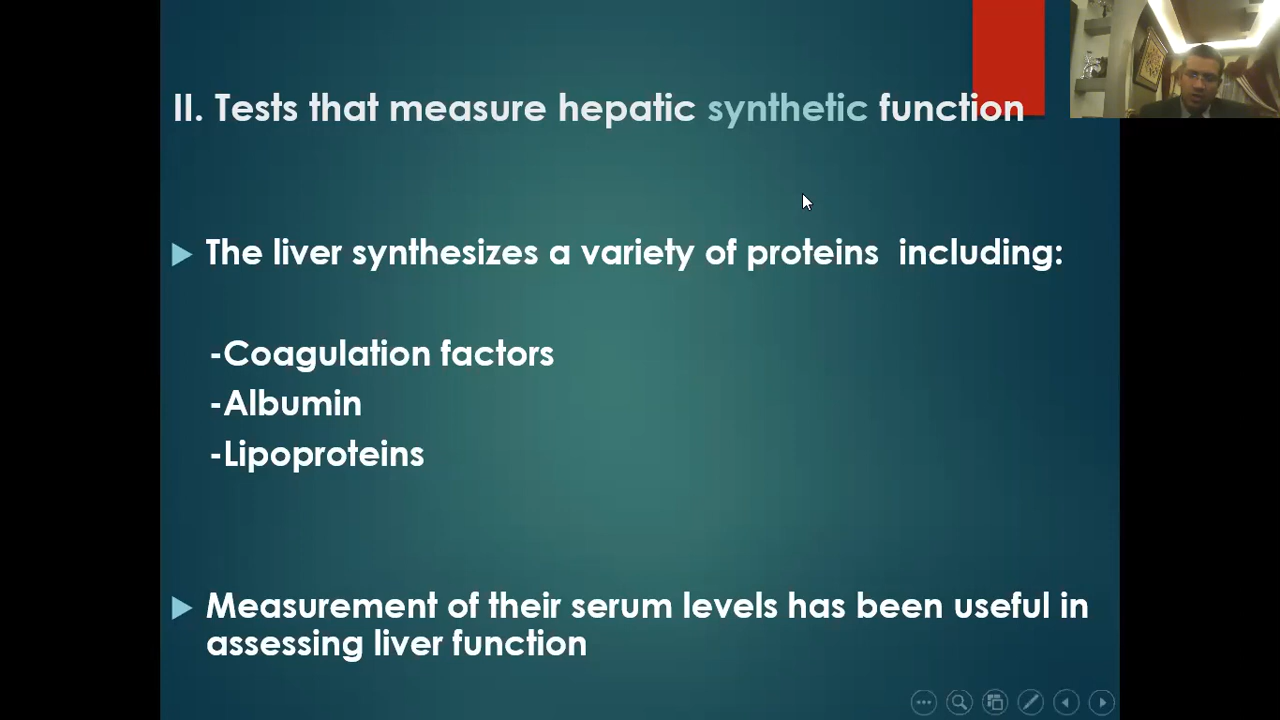 II. Tests that measure hepatic synthetic function
The liver synthesizes a variety of proteins including:
-Coagulation factors
-Albumin
-Lipoproteins
Measurement of their serum levels has been useful in
assessing liver function